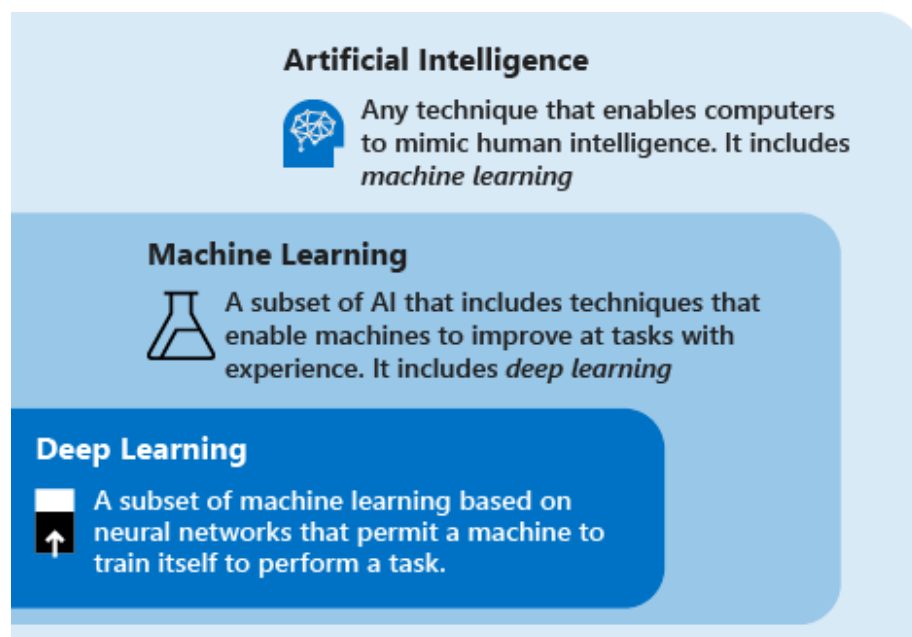 Artificial Intelligence
Any technique that enables computers
to mimic human intelligence. It includes
machine learning
Machine Learning
A subset of AI that includes techniques that
enable machines to improve at tasks with
experience. It includes deep learning
Deep Learning
A subset of machine learning based on
neural networks that permit a machine to
train itself to perform a task.